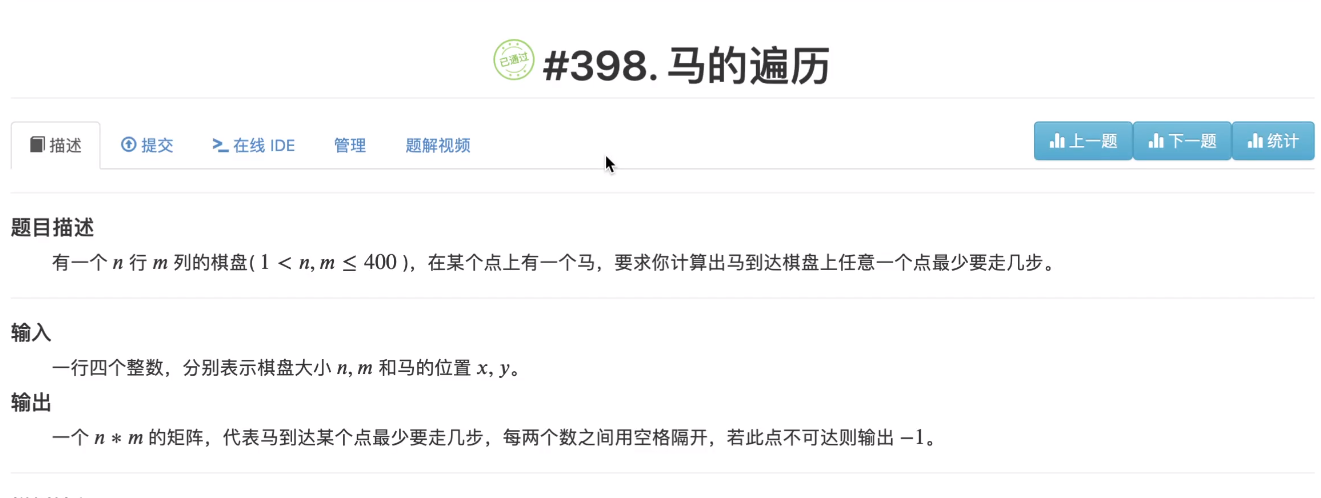 已通过 #398. 马的遍历
描述 提交 在线 IDE 管理 题解视频 上一题 下一题 统计
题目描述
有一个 n 行 m 列的棋盘( 1 < n, m ≤ 400 )，在某个点上有一个马，要求你计算出马到达棋盘上任意一个点最少要走几步。
输入
一行四个整数，分别表示棋盘大小 n, m 和马的位置 x, y。
输出
一个 n ∗ m 的矩阵，代表马到达某个点最少要走几步，每两个数之间用空格隔开，若此点不可达则输出 −1。